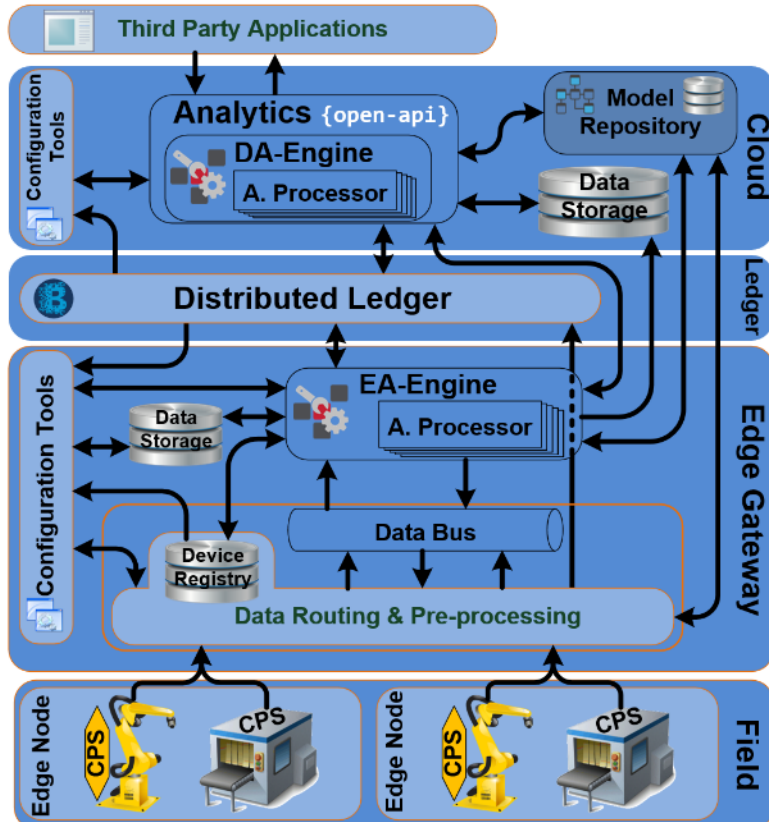 Third Party Applications
Configuration
Tools
Analytics {open-api}
DA-Engine
A. Processor
Model
Repository
Data
Storage
Cloud
Distributed Ledger
Ledger
EA-Engine
A. Processor
Data
Storage
Configuration Tools
Data Bus
Device
Registry
Data Routing & Pre-processing
Edge Gateway
Edge Node
CPS
CPS
Edge Node
CPS
CPS
Field